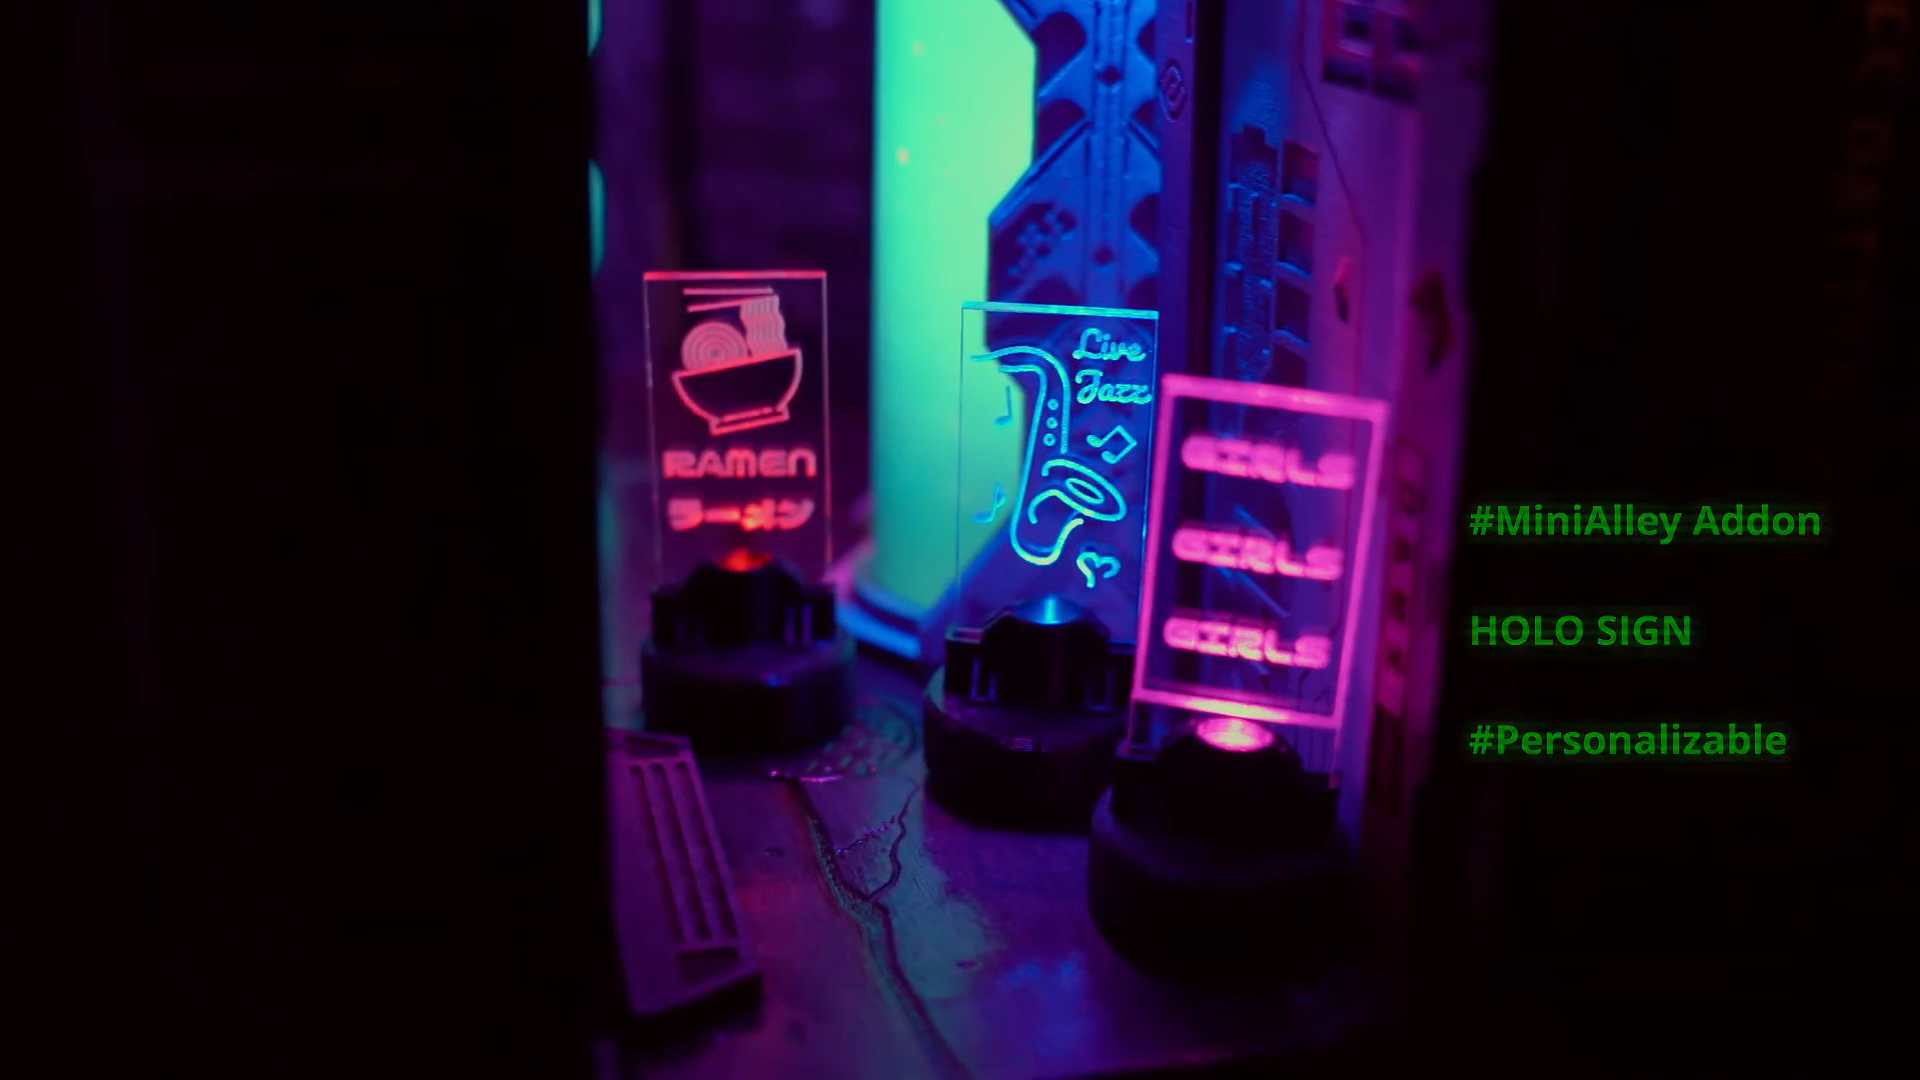 RAMEN
ラーメン
Live
Jazz
GIRLS
GIRLS
GIRLS
#MiniAlley Addon
HOLO SIGN
#Personalizable